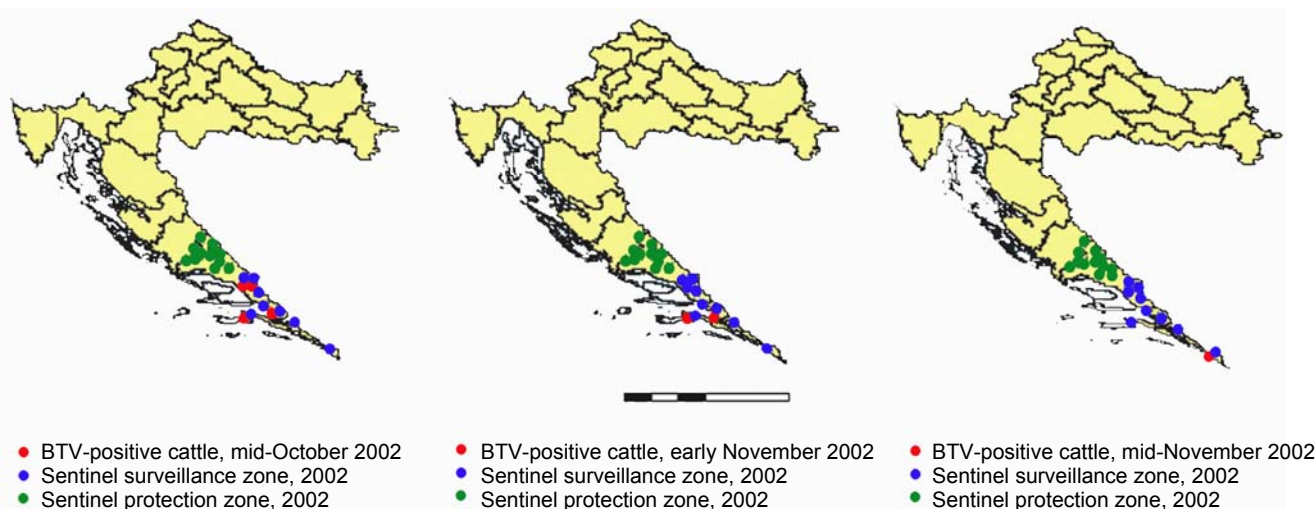 BTV-positive cattle, mid-October 2002
Sentinel surveillance zone, 2002
Sentinel protection zone, 2002
BTV-positive cattle, early November 2002
Sentinel surveillance zone, 2002
Sentinel protection zone, 2002
BTV-positive cattle, mid-November 2002
Sentinel surveillance zone, 2002
Sentinel protection zone, 2002